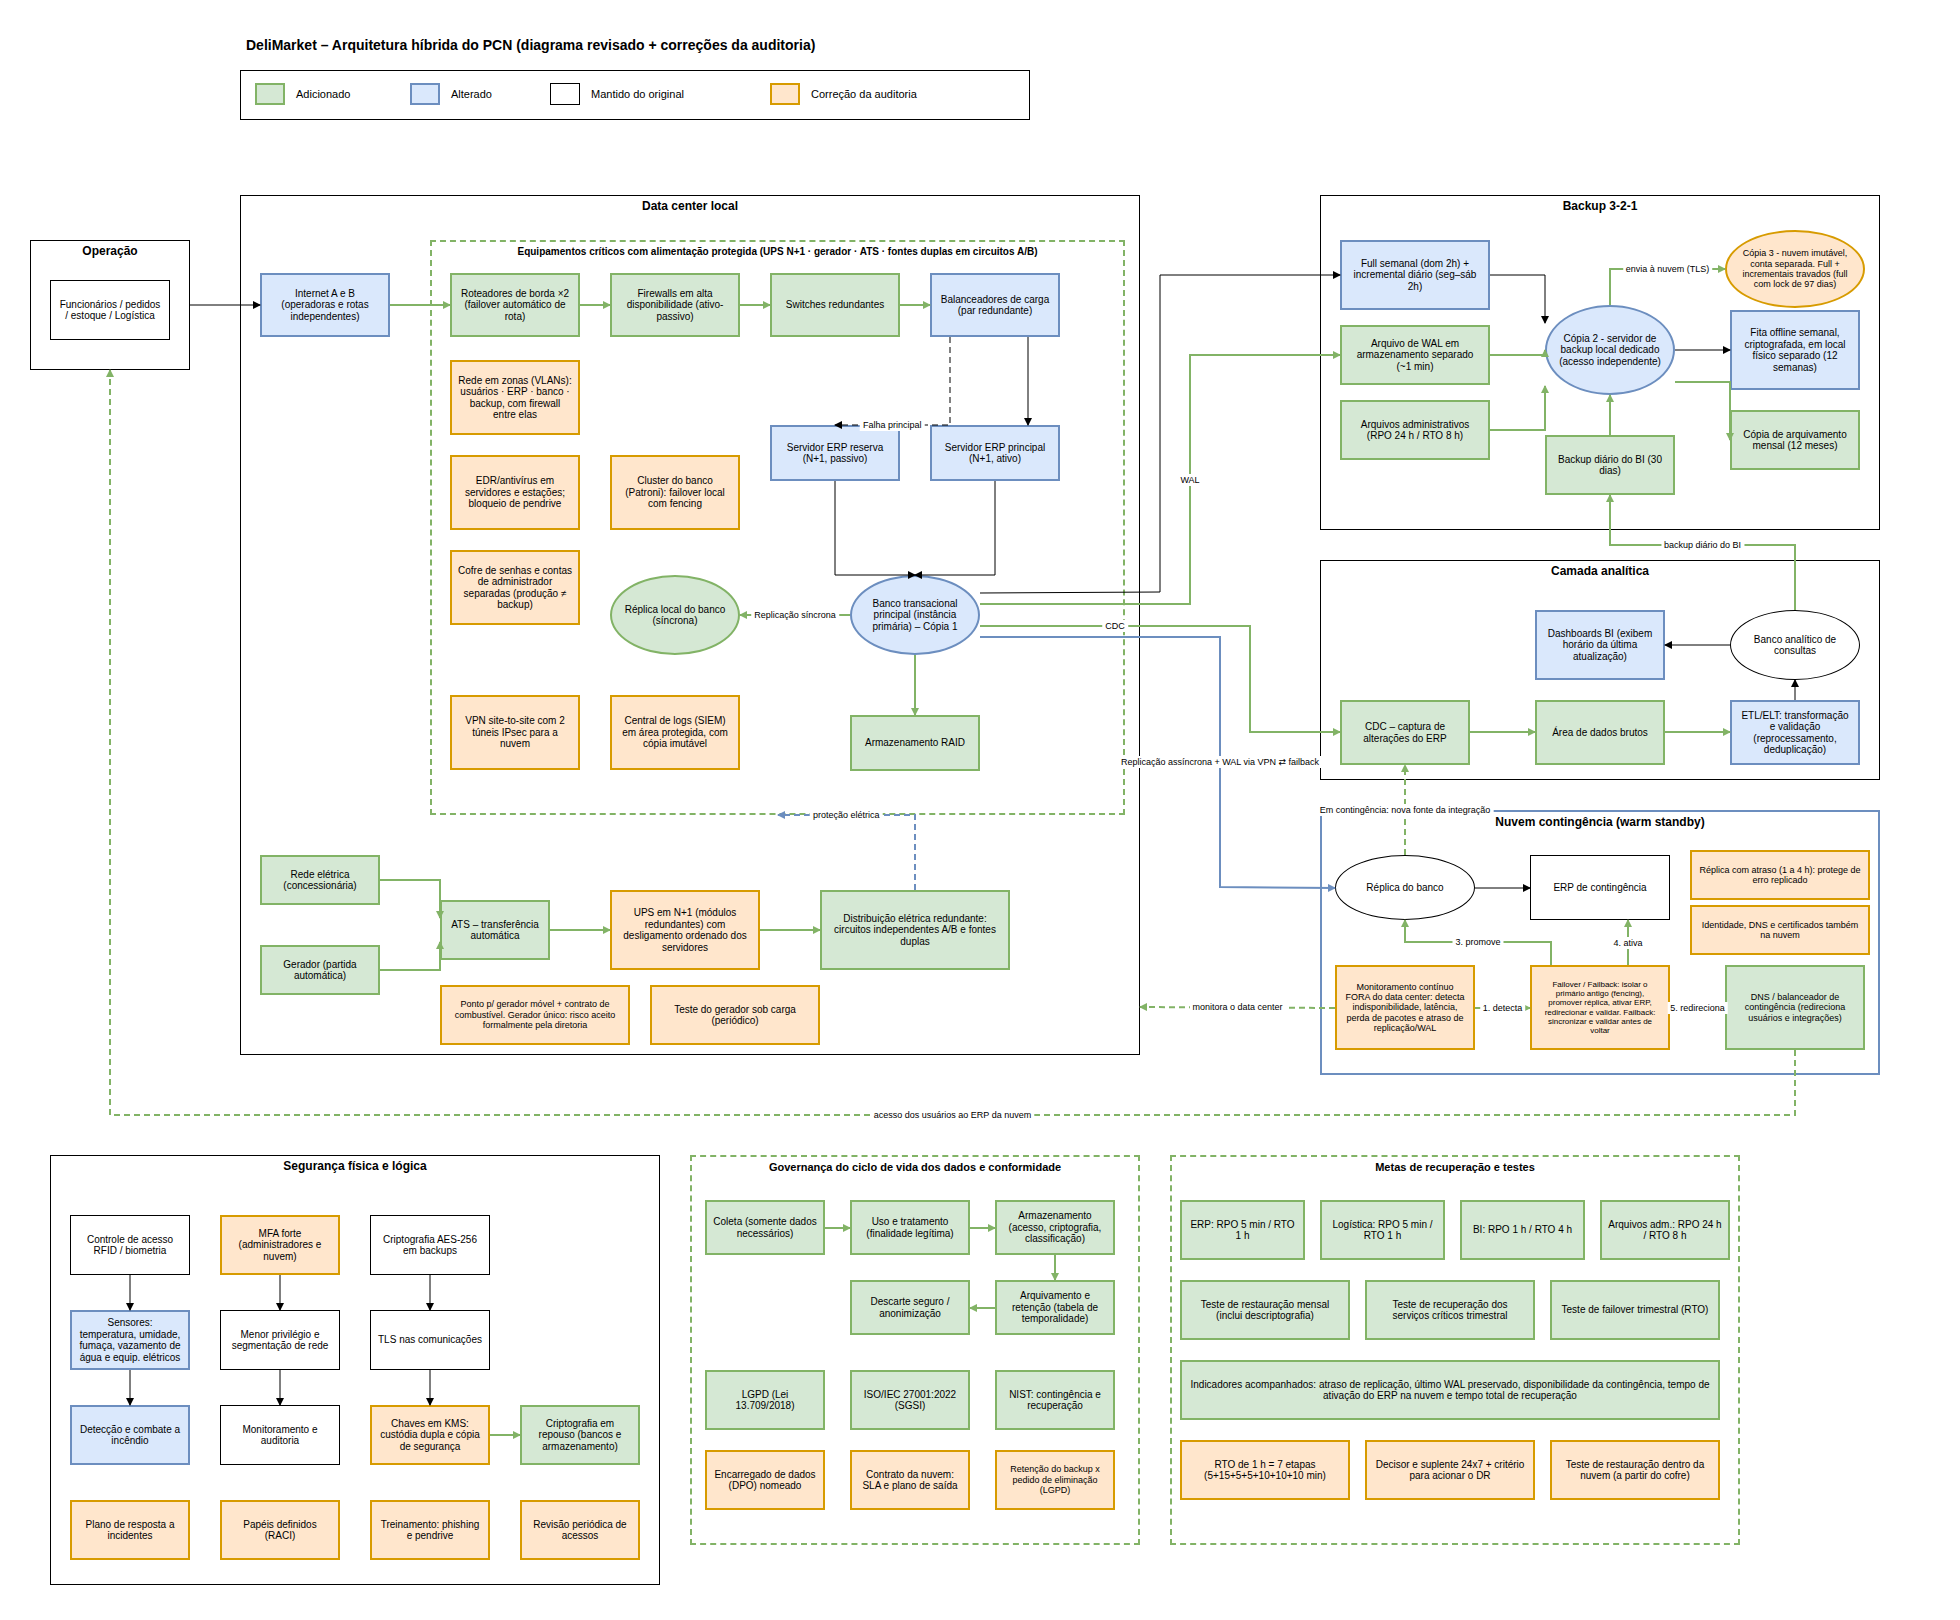 DeliMarket – Arquitetura híbrida do PCN (diagrama revisado + correções da auditoria)
Adicionado
Alterado
Mantido do original
Correção da auditoria
Operação
Funcionários / pedidos
/ estoque / Logística
Data center local
Equipamentos críticos com alimentação protegida (UPS N+1 · gerador · ATS · fontes duplas em circuitos A/B)
Internet A e B
(operadoras e rotas
independentes)
Roteadores de borda ×2
(failover automático de
rota)
Firewalls em alta
disponibilidade (ativo-
passivo)
Switches redundantes
Balanceadores de carga
(par redundante)
Rede em zonas (VLANs):
usuários · ERP · banco ·
backup, com firewall
entre elas
Falha principal
Servidor ERP reserva
(N+1, passivo)
Servidor ERP principal
(N+1, ativo)
EDR/antivírus em
servidores e estações;
bloqueio de pendrive
Cluster do banco
(Patroni): failover local
com fencing
Cofre de senhas e contas
de administrador
separadas (produção ≠
backup)
Réplica local do banco
(síncrona)
Replicação síncrona
Banco transacional
principal (instância
primária) – Cópia 1
VPN site-to-site com 2
túneis IPsec para a
nuvem
Central de logs (SIEM)
em área protegida, com
cópia imutável
Armazenamento RAID
proteção elétrica
Rede elétrica
(concessionária)
Gerador (partida
automática)
ATS – transferência
automática
UPS em N+1 (módulos
redundantes) com
desligamento ordenado dos
servidores
Distribuição elétrica redundante:
circuitos independentes A/B e fontes
duplas
Ponto p/ gerador móvel + contrato de
combustível. Gerador único: risco aceito
formalmente pela diretoria
Teste do gerador sob carga
(periódico)
WAL
CDC
Replicação assíncrona + WAL via VPN ⇄ failback
monitora o data center
Backup 3-2-1
Full semanal (dom 2h) +
incremental diário (seg–sáb
2h)
Arquivo de WAL em
armazenamento separado
(~1 min)
Arquivos administrativos
(RPO 24 h / RTO 8 h)
Cópia 2 - servidor de
backup local dedicado
(acesso independente)
envia à nuvem (TLS)
Cópia 3 - nuvem imutável,
conta separada. Full +
incrementais travados (full
com lock de 97 dias)
Fita offline semanal,
criptografada, em local
físico separado (12
semanas)
Cópia de arquivamento
mensal (12 meses)
Backup diário do BI (30
dias)
backup diário do BI
Camada analítica
Dashboards BI (exibem
horário da última
atualização)
Banco analítico de
consultas
CDC – captura de
alterações do ERP
Área de dados brutos
ETL/ELT: transformação
e validação
(reprocessamento,
deduplicação)
Em contingência: nova fonte da integração
Nuvem contingência (warm standby)
Réplica do banco
ERP de contingência
Réplica com atraso (1 a 4 h): protege de
erro replicado
Identidade, DNS e certificados também
na nuvem
3. promove
4. ativa
Monitoramento contínuo
FORA do data center: detecta
indisponibilidade, latência,
perda de pacotes e atraso de
replicação/WAL
1. detecta
Failover / Failback: isolar o
primário antigo (fencing),
promover réplica, ativar ERP,
redirecionar e validar. Failback:
sincronizar e validar antes de
voltar
5. redireciona
DNS / balanceador de
contingência (redireciona
usuários e integrações)
acesso dos usuários ao ERP da nuvem
Segurança física e lógica
Controle de acesso
RFID / biometria
MFA forte
(administradores e
nuvem)
Criptografia AES-256
em backups
Sensores:
temperatura, umidade,
fumaça, vazamento de
água e equip. elétricos
Menor privilégio e
segmentação de rede
TLS nas comunicações
Detecção e combate a
incêndio
Monitoramento e
auditoria
Chaves em KMS:
custódia dupla e cópia
de segurança
Criptografia em
repouso (bancos e
armazenamento)
Plano de resposta a
incidentes
Papéis definidos
(RACI)
Treinamento: phishing
e pendrive
Revisão periódica de
acessos
Governança do ciclo de vida dos dados e conformidade
Coleta (somente dados
necessários)
Uso e tratamento
(finalidade legítima)
Armazenamento
(acesso, criptografia,
classificação)
Descarte seguro /
anonimização
Arquivamento e
retenção (tabela de
temporalidade)
LGPD (Lei
13.709/2018)
ISO/IEC 27001:2022
(SGSI)
NIST: contingência e
recuperação
Encarregado de dados
(DPO) nomeado
Contrato da nuvem:
SLA e plano de saída
Retenção do backup x
pedido de eliminação
(LGPD)
Metas de recuperação e testes
ERP: RPO 5 min / RTO
1 h
Logística: RPO 5 min /
RTO 1 h
BI: RPO 1 h / RTO 4 h
Arquivos adm.: RPO 24 h
/ RTO 8 h
Teste de restauração mensal
(inclui descriptografia)
Teste de recuperação dos
serviços críticos trimestral
Teste de failover trimestral (RTO)
Indicadores acompanhados: atraso de replicação, último WAL preservado, disponibilidade da contingência, tempo de
ativação do ERP na nuvem e tempo total de recuperação
RTO de 1 h = 7 etapas
(5+15+5+5+10+10+10 min)
Decisor e suplente 24x7 + critério
para acionar o DR
Teste de restauração dentro da
nuvem (a partir do cofre)